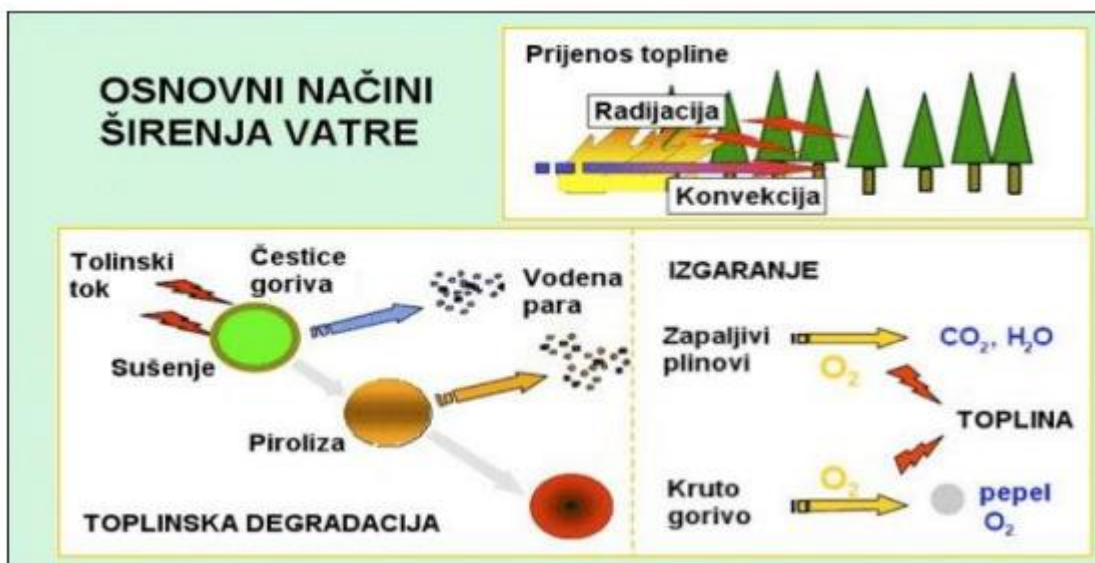 OSNOVNI NAČINI
ŠIRENJA VATRE
Prijenos topline
Radijacija
Konvekcija
Tolinski
tok
Čestice
goriva
Vodena
para
Sušenje
Piroliza
TOPLINSKA DEGRADACIJA
IZGARANJE
Zapaljivi
plinovi
O₂
CO₂, H₂O
TOPLINA
Kruto
gorivo
O₂
pepel
O₂